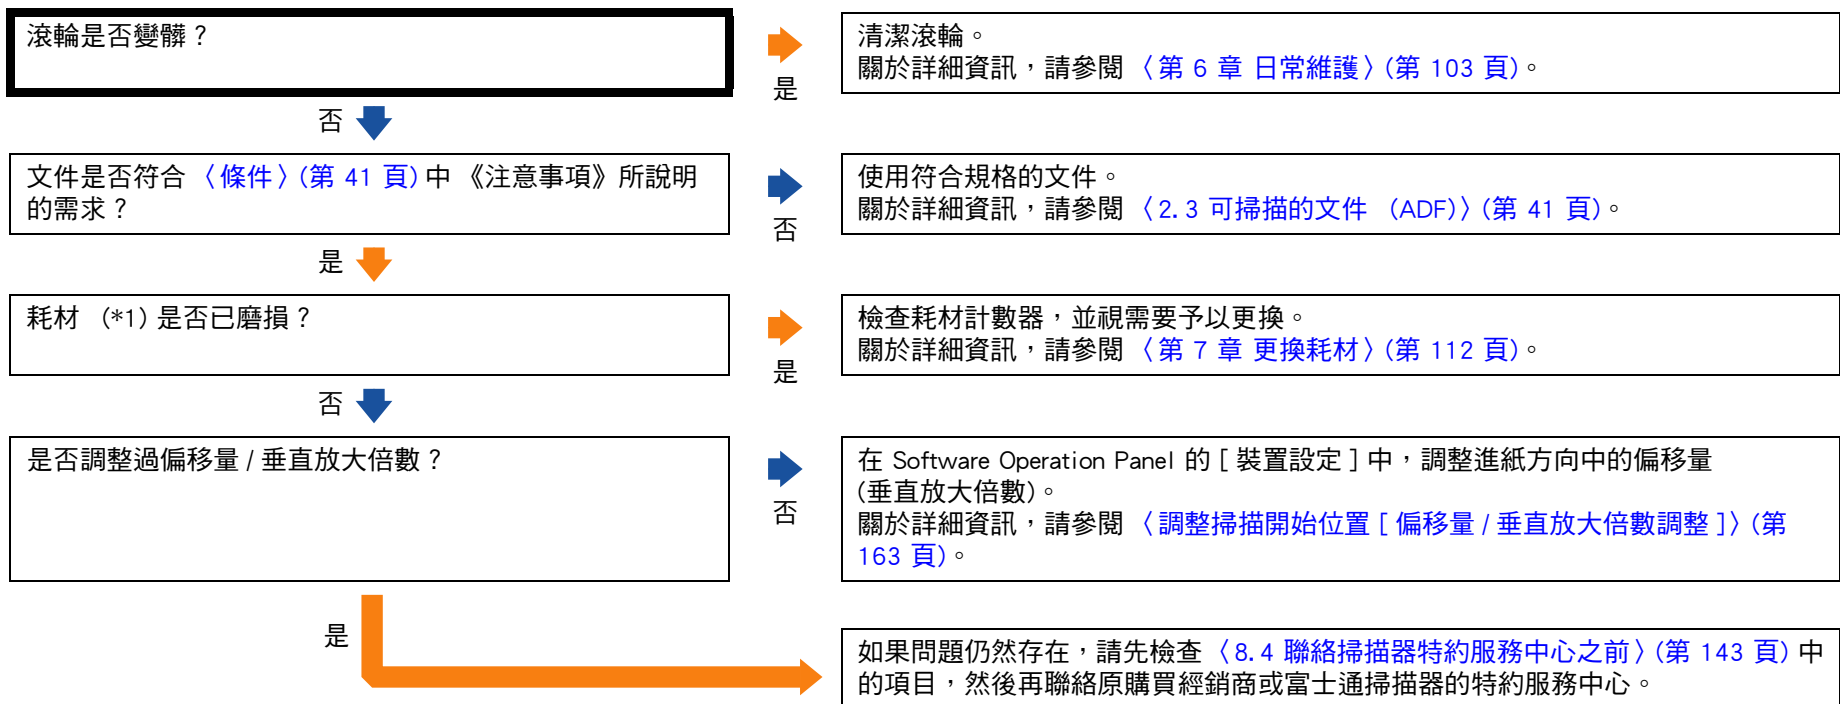 滾輪是否變髒？
是
清潔滾輪。
關於詳細資訊，請參閱〈第 6 章 日常維護〉(第 103 頁)。
否
文件是否符合〈條件〉(第 41 頁) 中《注意事項》所說明
的需求？
否
使用符合規格的文件。
關於詳細資訊，請參閱〈2.3 可掃描的文件 (ADF)〉(第 41 頁)。
是
耗材 (*1) 是否已磨損？
是
檢查耗材計數器，並視需要予以更換。
關於詳細資訊，請參閱〈第 7 章 更換耗材〉(第 112 頁)。
否
是否調整過偏移量 / 垂直放大倍數？
否
在 Software Operation Panel 的 [ 裝置設定 ] 中，調整進紙方向中的偏移量
(垂直放大倍數)。
關於詳細資訊，請參閱〈調整掃描開始位置 [ 偏移量 / 垂直放大倍數調整 ]〉(第
163 頁)。
是
如果問題仍然存在，請先檢查〈8.4 聯絡掃描器特約服務中心之前〉(第 143 頁) 中
的項目，然後再聯絡原購買經銷商或富士通掃描器的特約服務中心。